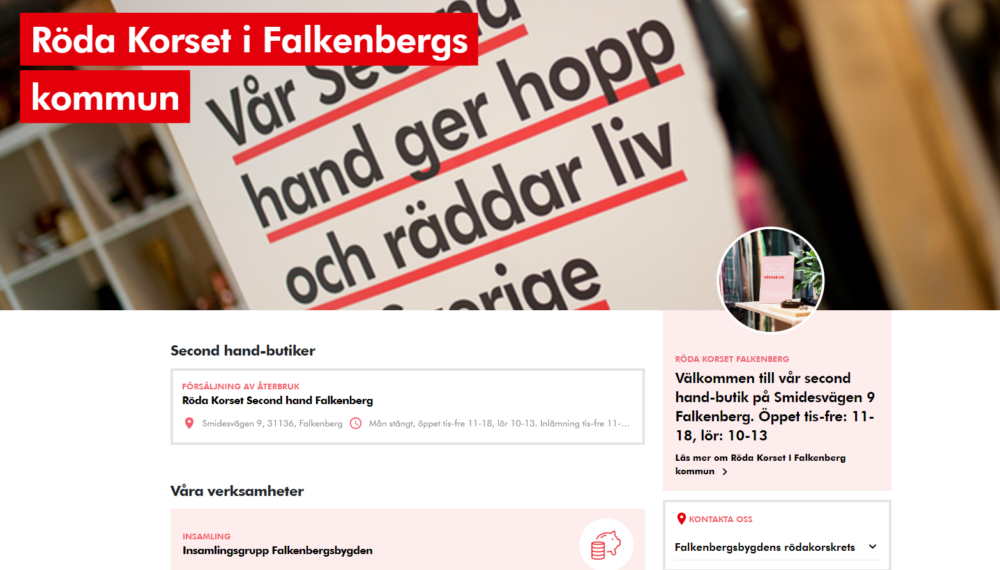 Röda Korset i Falkenbergs
kommun
Vår Second
hand ger hopp
och räddar liv
Sverige
RÄDDAR LIV.
Second hand-butiker
FÖRSÄLJNING AV ÅTERBRUK
Röda Korset Second hand Falkenberg
Smidesvägen 9, 31136, Falkenberg
Mån stängt, öppet tis-fre 11-18, lör 10-13. Inlämning tis-fre 11-...
Våra verksamheter
INSAMLING
Insamlingsgrupp Falkenbergsbygden
RÖDA KORSET FALKENBERG
Välkommen till vår second
hand-butik på Smidesvägen 9
Falkenberg. Öppet tis-fre: 11-
18, lör: 10-13
Läs mer om Röda Korset I Falkenberg
kommun
KONTAKTA OSS
Falkenbergsbygdens rödakorskrets